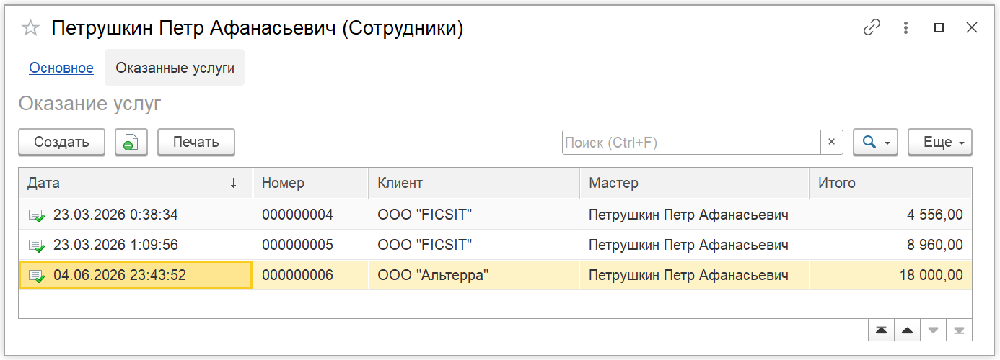 Петрушкин Петр Афанасьевич (Сотрудники)
Основное Оказанные услуги
Оказание услуг
Создать Печать Поиск (Ctrl+F) × Еще
Дата ↓ Номер Клиент Мастер Итого
23.03.2026 0:38:34 000000004 ООО "FICSIT" Петрушкин Петр Афанасьевич 4 556,00
23.03.2026 1:09:56 000000005 ООО "FICSIT" Петрушкин Петр Афанасьевич 8 960,00
04.06.2026 23:43:52 000000006 ООО "Альтерра" Петрушкин Петр Афанасьевич 18 000,00